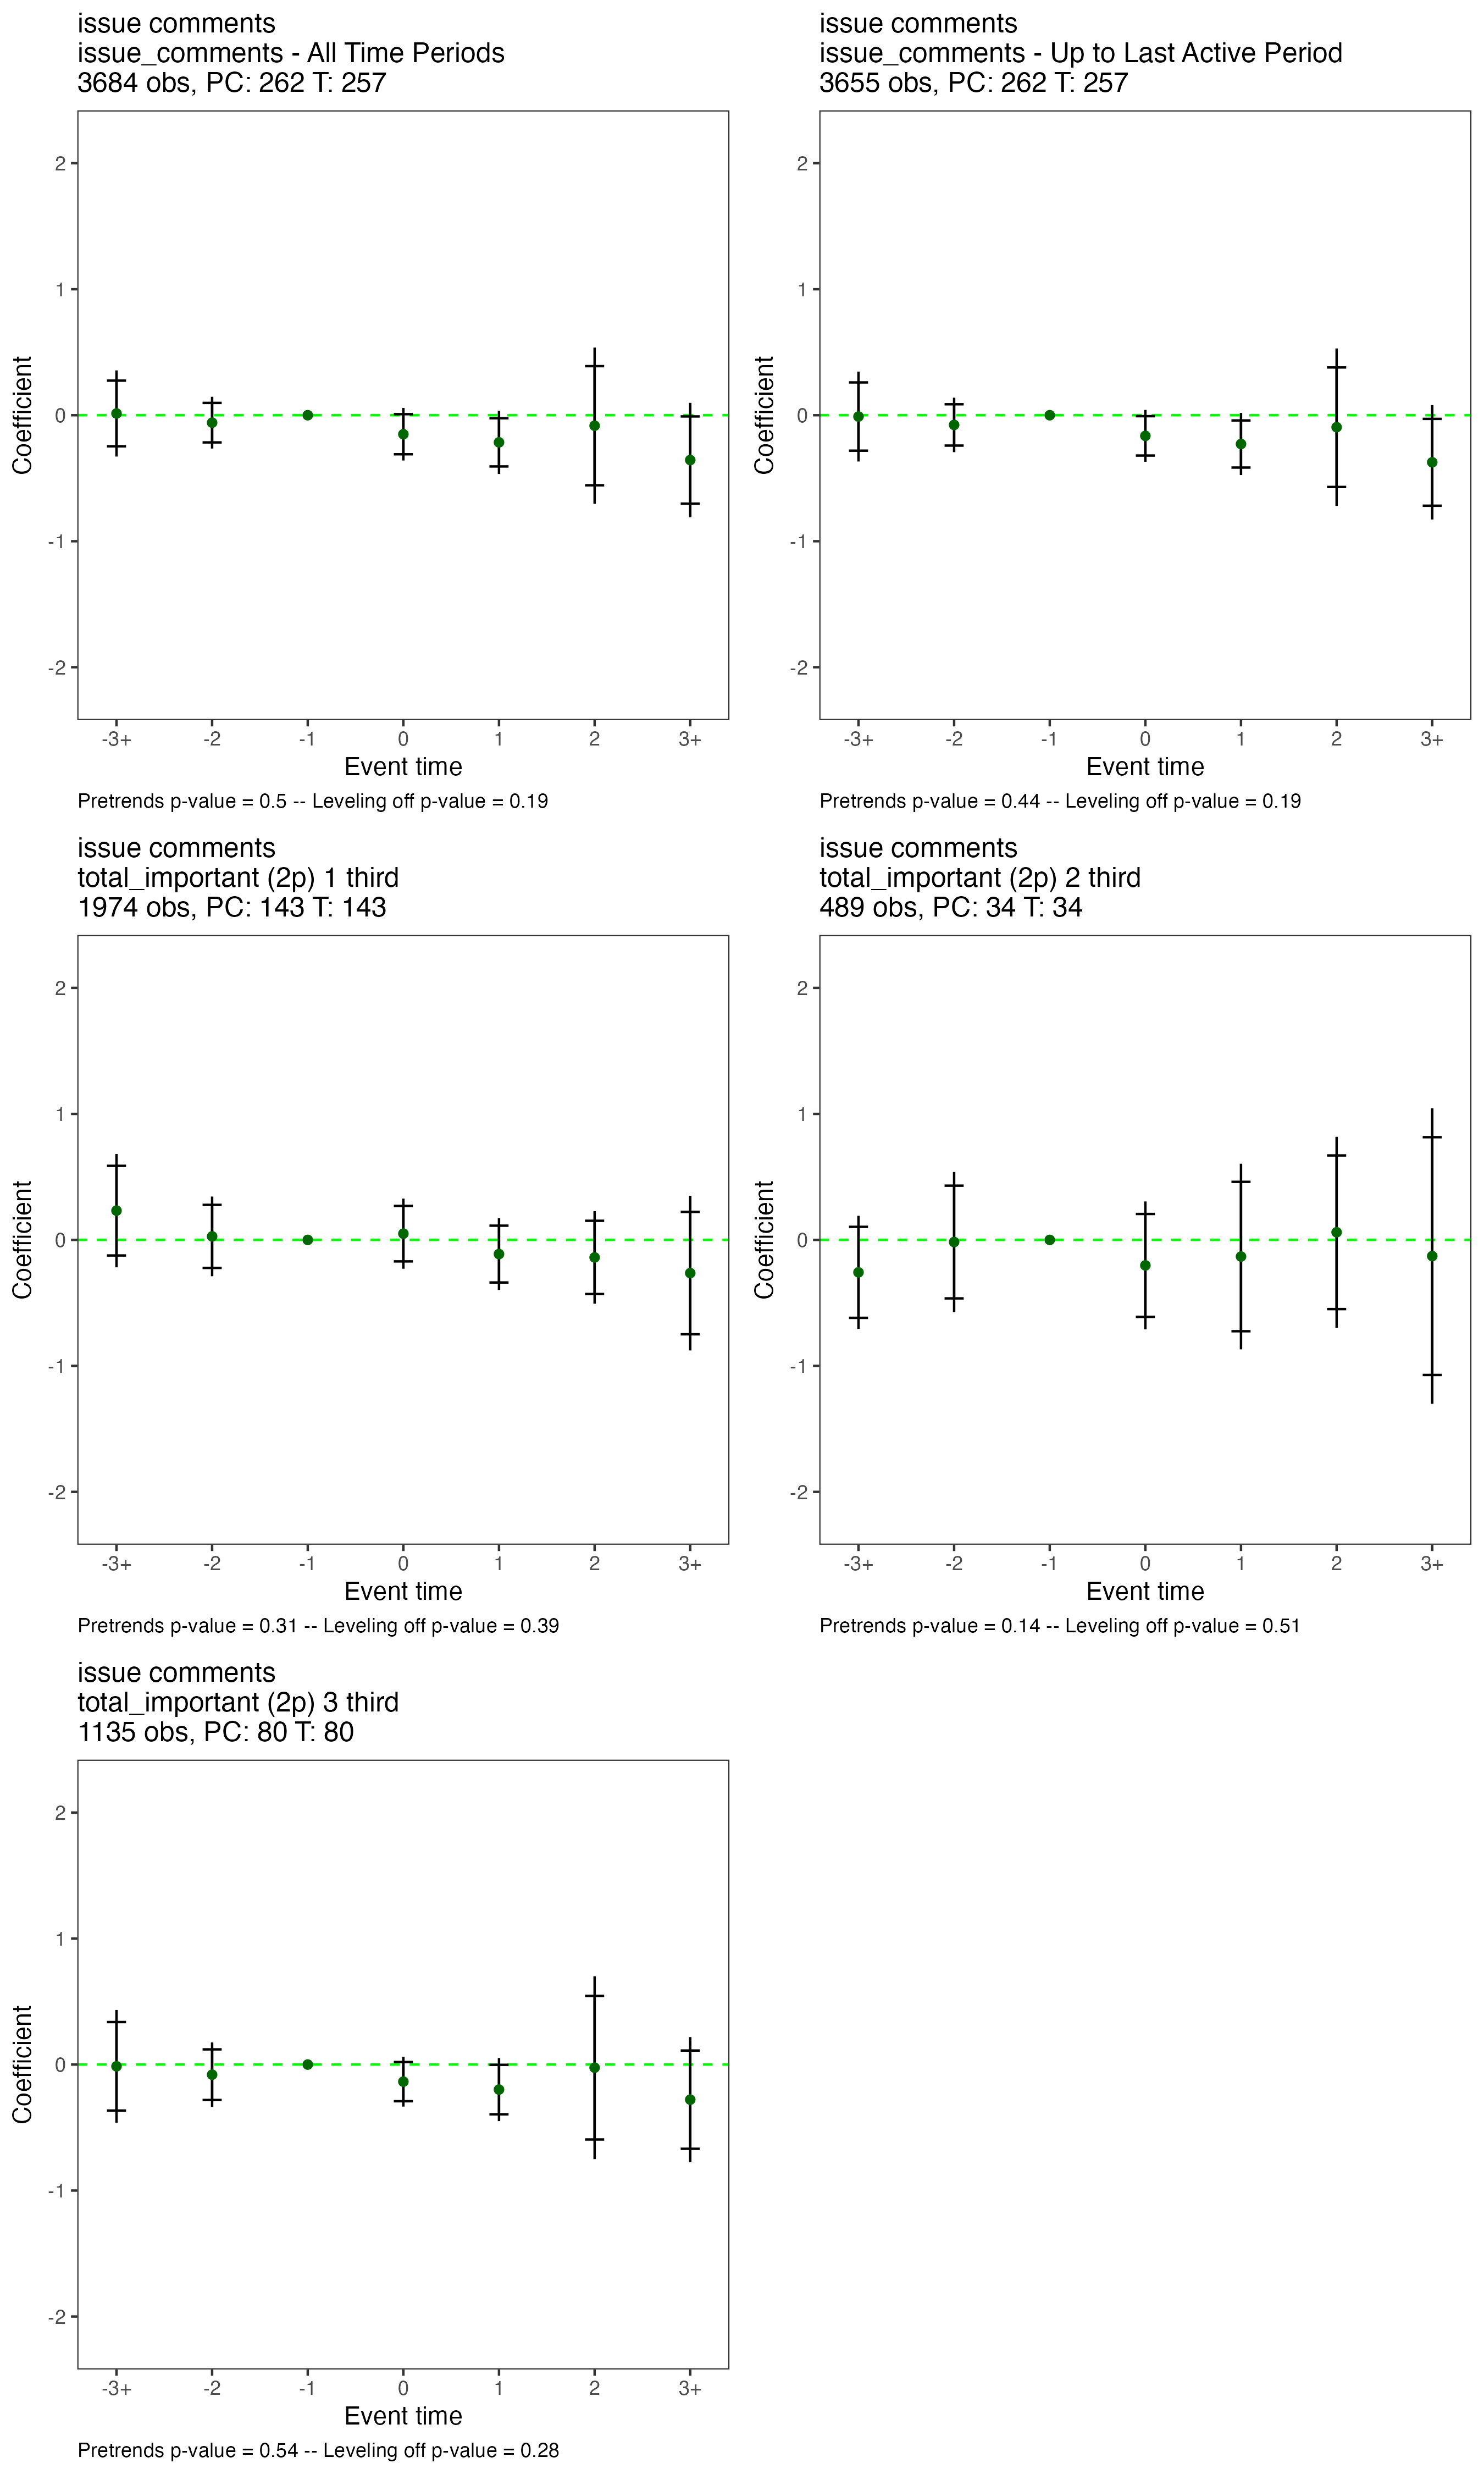 issue comments
issue_comments - All Time Periods
3684 obs, PC: 262 T: 257
2
1
0
-1
-2
Coefficient
-3+ -2 -1 0 1 2 3+
Event time
Pretrends p-value = 0.5 -- Leveling off p-value = 0.19
issue comments
issue_comments - Up to Last Active Period
3655 obs, PC: 262 T: 257
2
1
0
-1
-2
Coefficient
-3+ -2 -1 0 1 2 3+
Event time
Pretrends p-value = 0.44 -- Leveling off p-value = 0.19
issue comments
total_important (2p) 1 third
1974 obs, PC: 143 T: 143
2
1
0
-1
-2
Coefficient
-3+ -2 -1 0 1 2 3+
Event time
Pretrends p-value = 0.31 -- Leveling off p-value = 0.39
issue comments
total_important (2p) 2 third
489 obs, PC: 34 T: 34
2
1
0
-1
-2
Coefficient
-3+ -2 -1 0 1 2 3+
Event time
Pretrends p-value = 0.14 -- Leveling off p-value = 0.51
issue comments
total_important (2p) 3 third
1135 obs, PC: 80 T: 80
2
1
0
-1
-2
Coefficient
-3+ -2 -1 0 1 2 3+
Event time
Pretrends p-value = 0.54 -- Leveling off p-value = 0.28